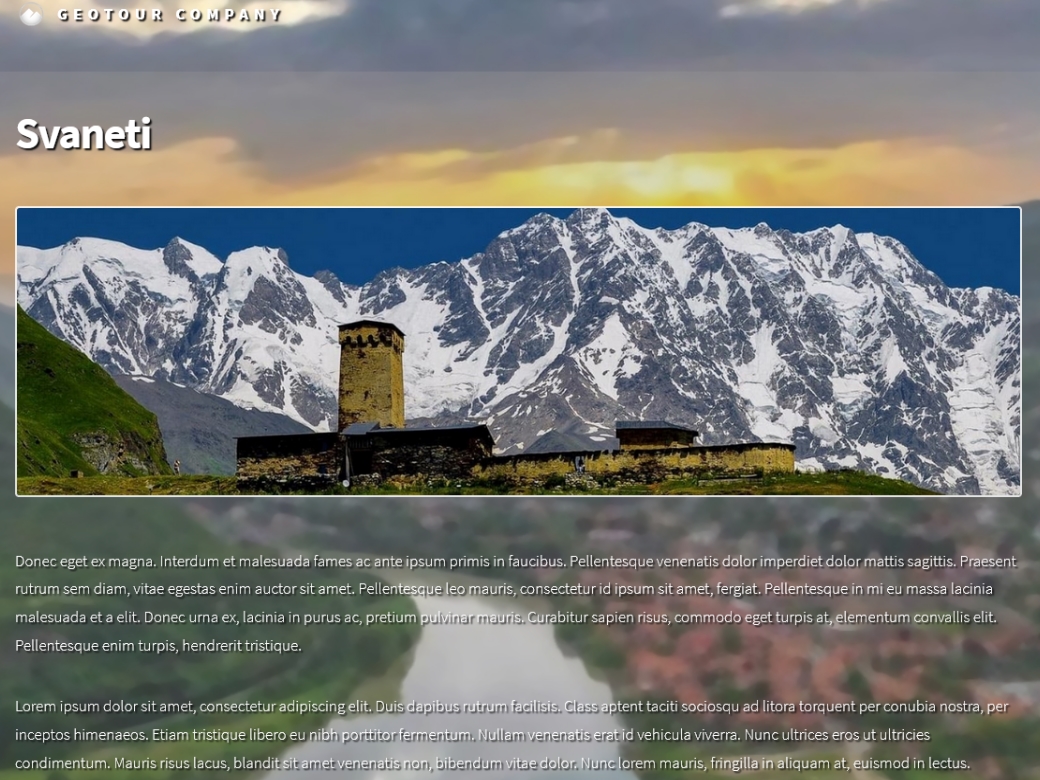 GEOTOUR COMPANY
Svaneti
Donec eget ex magna. Interdum et malesuada fames ac ante ipsum primis in faucibus. Pellentesque venenatis dolor imperdiet dolor mattis sagittis. Praesent
rutrum sem diam, vitae egestas enim auctor sit amet. Pellentesque leo mauris, consectetur id ipsum sit amet, fergiat. Pellentesque in mi eu massa lacinia
malesuada et a elit. Donec urna ex, lacinia in purus ac, pretium pulvinar mauris. Curabitur sapien risus, commodo eget turpis at, elementum convallis elit.
Pellentesque enim turpis, hendrerit tristique.
Lorem ipsum dolor sit amet, consectetur adipiscing elit. Duis dapibus rutrum facilisis. Class aptent taciti sociosqu ad litora torquent per conubia nostra, per
inceptos himenaeos. Etiam tristique libero eu nibh porttitor fermentum. Nullam venenatis erat id vehicula viverra. Nunc ultrices eros ut ultricies
condimentum. Mauris risus lacus, blandit sit amet venenatis non, bibendum vitae dolor. Nunc lorem mauris, fringilla in aliquam at, euismod in lectus.